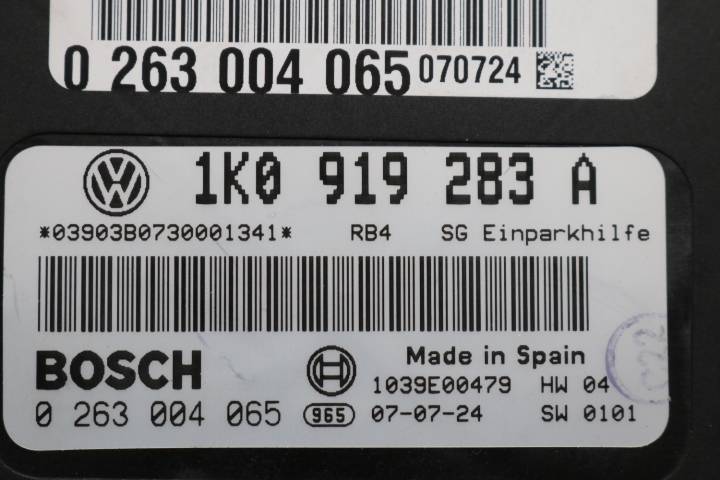 0 263 004 065 070724
1K0 919 283 A
*03903B0730001341* RB4 SG Einparkhilfe
BOSCH Made in Spain
1039E00479 HW 04
0 263 004 065 965 07-07-24 SW 0101